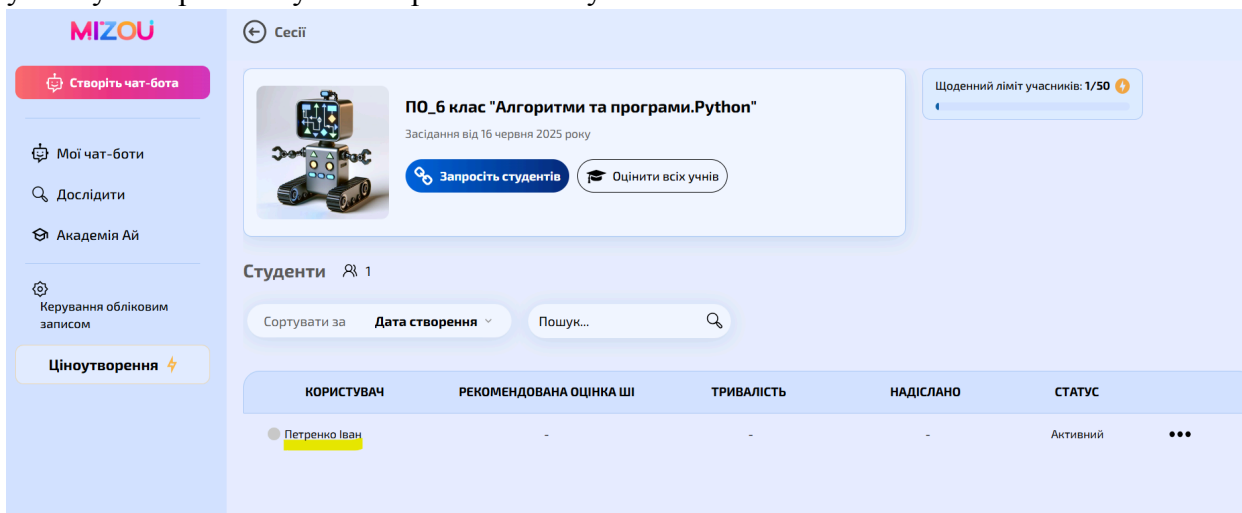 MIZOU
Сесії
Створіть чат-бота
Мої чат-боти
Дослідити
Академія Ай
Керування обліковим
записом
Ціноутворення
ПО_6 клас "Алгоритми та програми.Python"
Засідання від 16 червня 2025 року
Запросіть студентів
Оцінити всіх учнів
Щоденний ліміт учасників: 1/50
Студенти 1
Сортувати за Дата створення
Пошук...
КОРИСТУВАЧ РЕКОМЕНДОВАНА ОЦІНКА ШІ ТРИВАЛІСТЬ НАДІСЛАНО СТАТУС
Петренко Іван - - - Активний